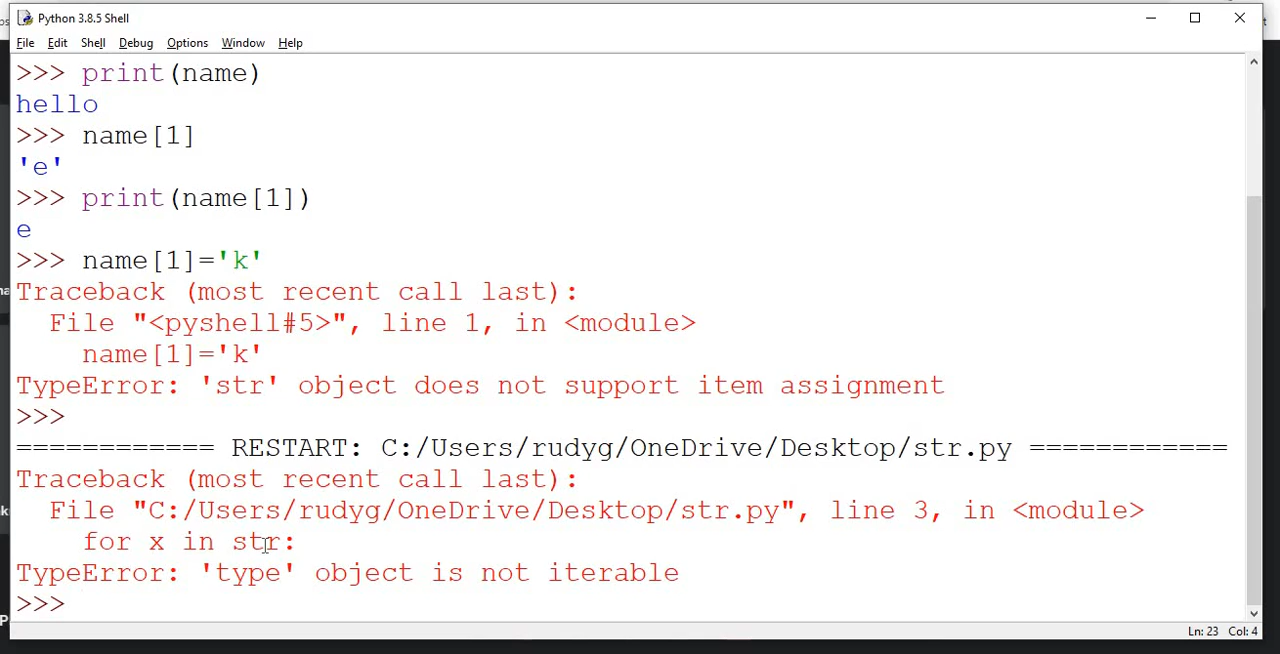 Python 3.8.5 Shell
File Edit Shell Debug Options Window Help
>>> print(name)
hello
>>> name[1]
'e'
>>> print(name[1])
e
>>> name[1]='k'
Traceback (most recent call last):
  File "<pyshell#5>", line 1, in <module>
    name[1]='k'
TypeError: 'str' object does not support item assignment
>>>
============ RESTART: C:/Users/rudyg/OneDrive/Desktop/str.py ============
Traceback (most recent call last):
  File "C:/Users/rudyg/OneDrive/Desktop/str.py", line 3, in <module>
    for x in str:
TypeError: 'type' object is not iterable
>>>
Ln: 23 Col: 4